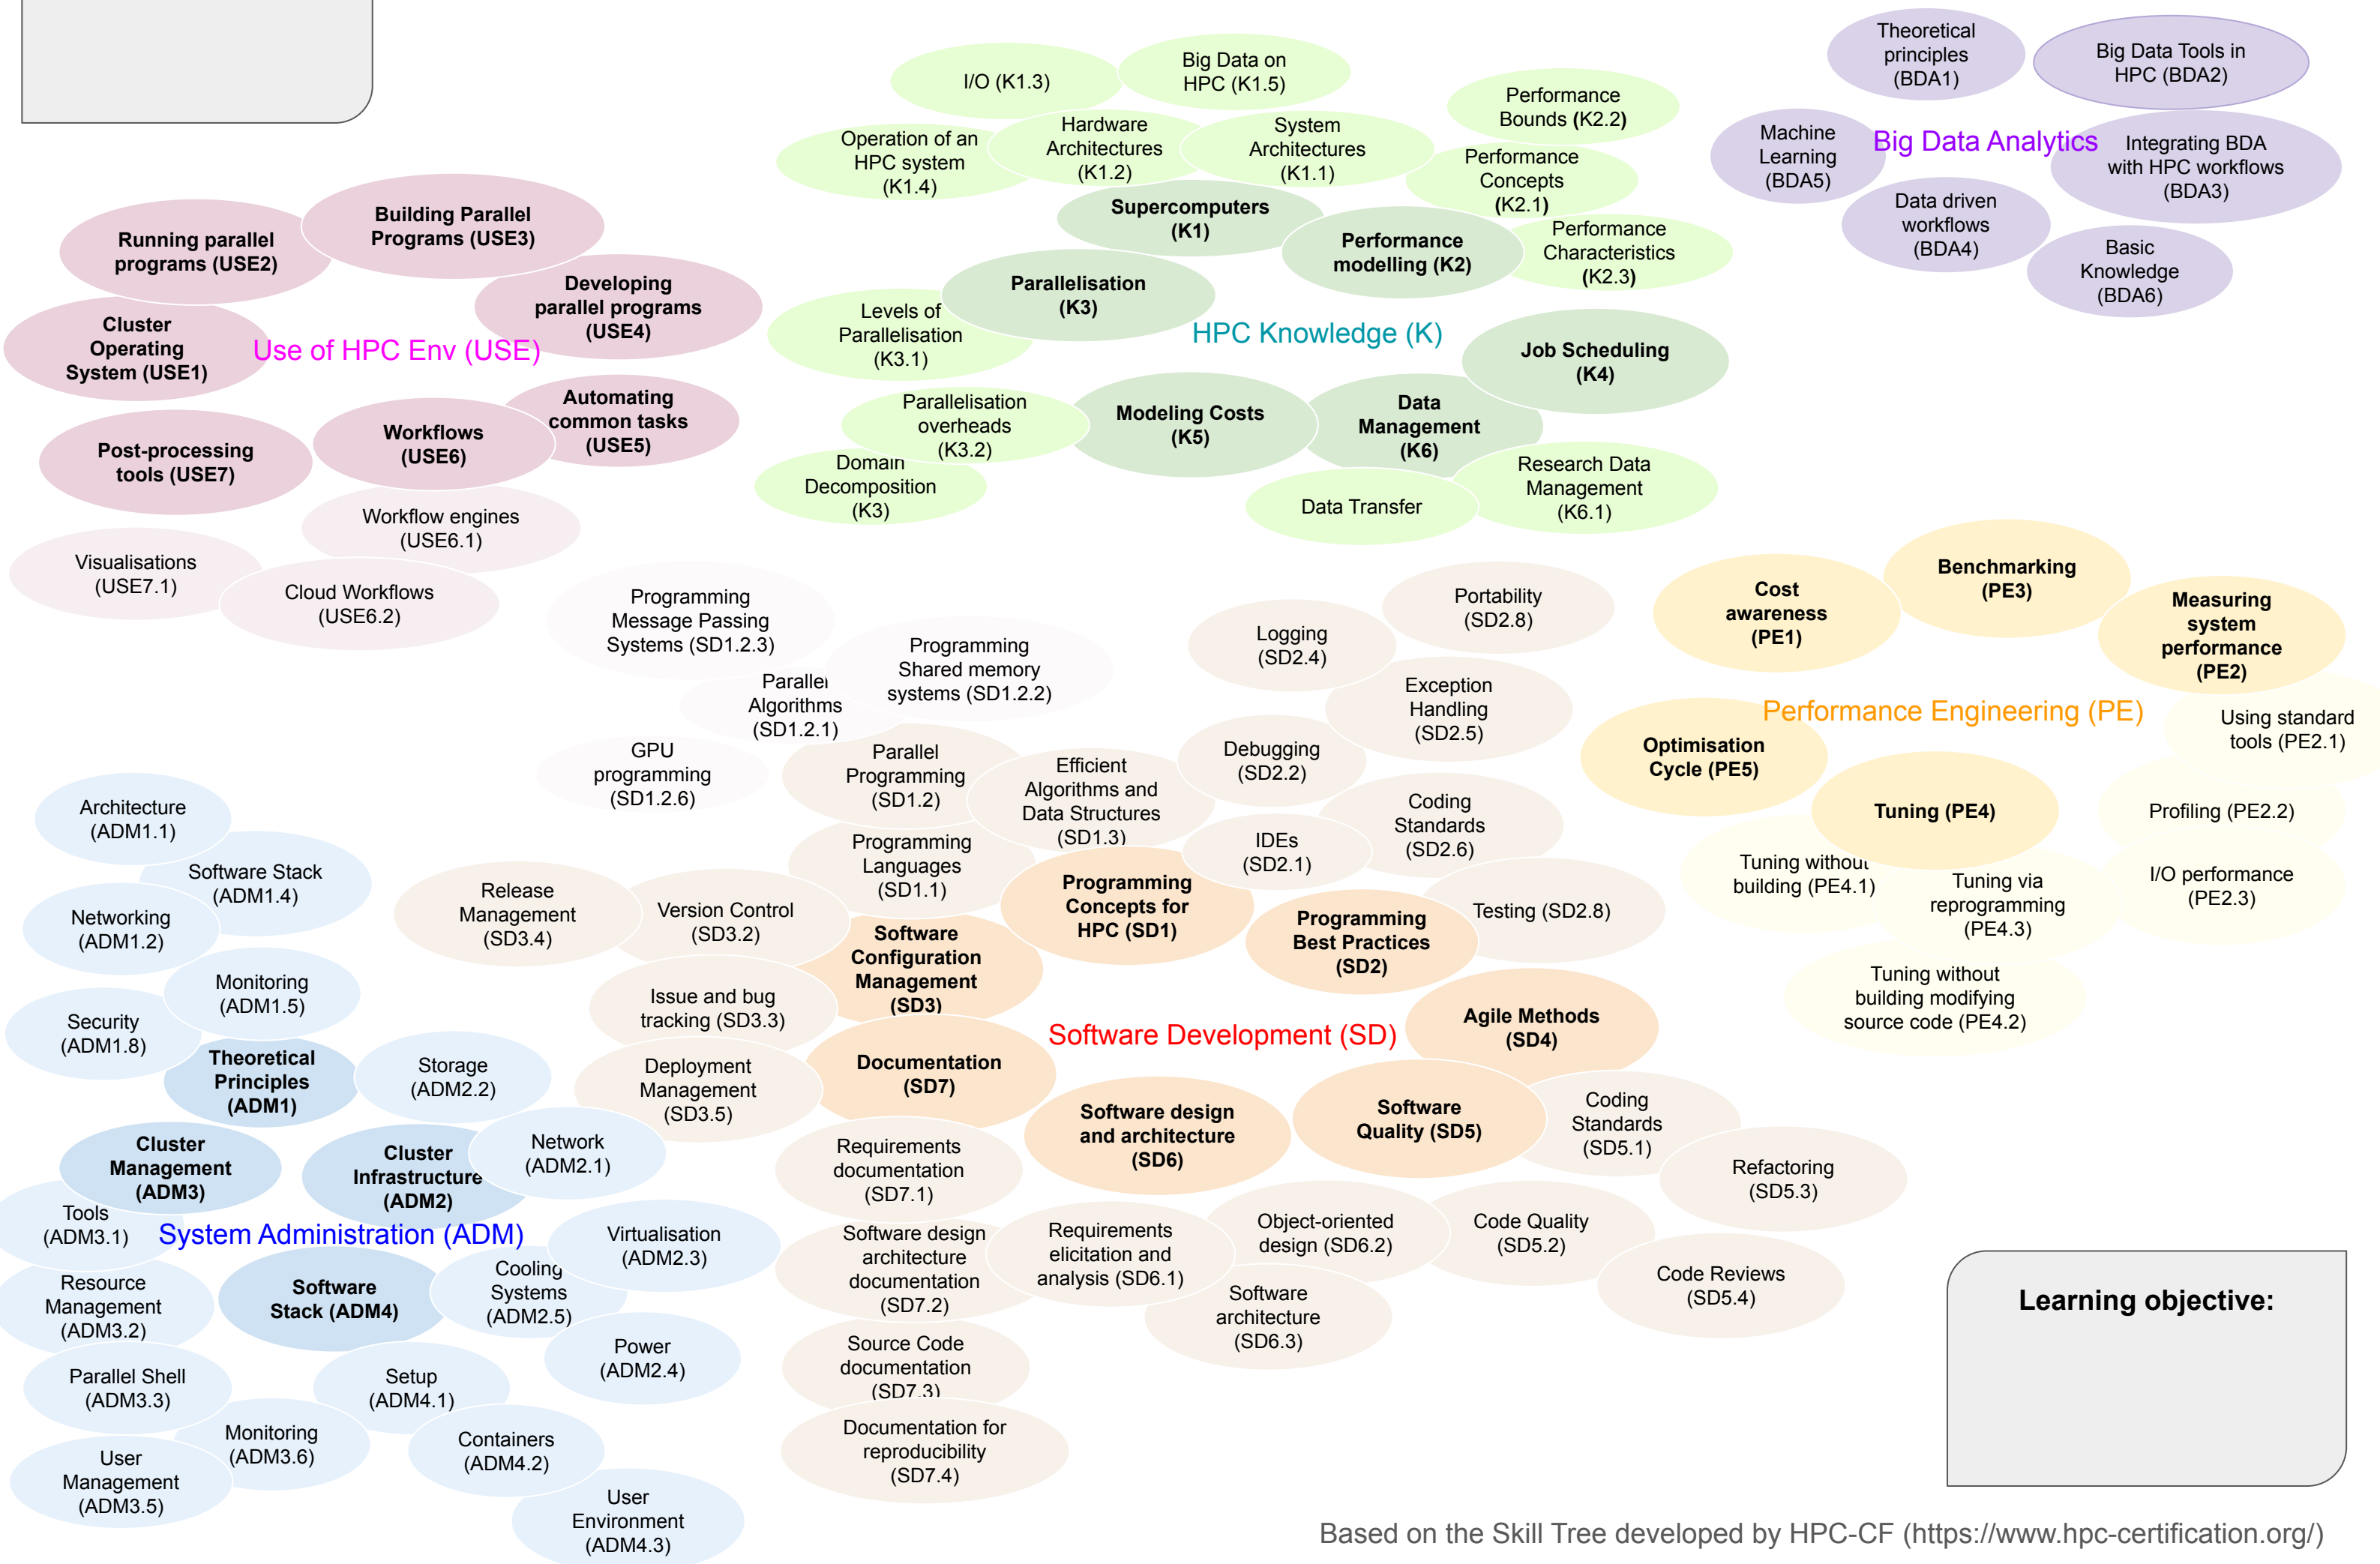 Theoretical
principles
(BDA1)
Big Data Tools in
HPC (BDA2)
Machine
Learning
(BDA5)
Big Data Analytics
Integrating BDA
with HPC workflows
(BDA3)
Data driven
workflows
(BDA4)
Basic
Knowledge
(BDA6)
I/O (K1.3)
Big Data on
HPC (K1.5)
Operation of an
HPC system
(K1.4)
Hardware
Architectures
(K1.2)
System
Architectures
(K1.1)
Performance
Bounds (K2.2)
Performance
Concepts
(K2.1)
Performance
Characteristics
(K2.3)
Supercomputers
(K1)
Performance
modelling (K2)
Parallelisation
(K3)
Levels of
Parallelisation
(K3.1)
HPC Knowledge (K)
Job Scheduling
(K4)
Parallelisation
overheads
(K3.2)
Modeling Costs
(K5)
Data
Management
(K6)
Domain
Decomposition
(K3)
Data Transfer
Research Data
Management
(K6.1)
Building Parallel
Programs (USE3)
Running parallel
programs (USE2)
Developing
parallel programs
(USE4)
Cluster
Operating
System (USE1)
Use of HPC Env (USE)
Automating
common tasks
(USE5)
Workflows
(USE6)
Post-processing
tools (USE7)
Workflow engines
(USE6.1)
Visualisations
(USE7.1)
Cloud Workflows
(USE6.2)
Programming
Message Passing
Systems (SD1.2.3)
Programming
Shared memory
systems (SD1.2.2)
Parallel
Algorithms
(SD1.2.1)
GPU
programming
(SD1.2.6)
Parallel
Programming
(SD1.2)
Efficient
Algorithms and
Data Structures
(SD1.3)
Programming
Languages
(SD1.1)
Portability
(SD2.8)
Logging
(SD2.4)
Exception
Handling
(SD2.5)
Debugging
(SD2.2)
Coding
Standards
(SD2.6)
IDEs
(SD2.1)
Testing (SD2.8)
Programming
Concepts for
HPC (SD1)
Programming
Best Practices
(SD2)
Release
Management
(SD3.4)
Version Control
(SD3.2)
Software
Configuration
Management
(SD3)
Issue and bug
tracking (SD3.3)
Deployment
Management
(SD3.5)
Software Development (SD)
Agile Methods
(SD4)
Documentation
(SD7)
Software design
and architecture
(SD6)
Software
Quality (SD5)
Coding
Standards
(SD5.1)
Refactoring
(SD5.3)
Code Quality
(SD5.2)
Code Reviews
(SD5.4)
Object-oriented
design (SD6.2)
Requirements
elicitation and
analysis (SD6.1)
Software
architecture
(SD6.3)
Requirements
documentation
(SD7.1)
Software design
architecture
documentation
(SD7.2)
Source Code
documentation
(SD7.3)
Documentation for
reproducibility
(SD7.4)
Cost
awareness
(PE1)
Benchmarking
(PE3)
Measuring
system
performance
(PE2)
Performance Engineering (PE)
Using standard
tools (PE2.1)
Optimisation
Cycle (PE5)
Tuning (PE4)
Profiling (PE2.2)
Tuning without
building (PE4.1)
Tuning via
reprogramming
(PE4.3)
I/O performance
(PE2.3)
Tuning without
building modifying
source code (PE4.2)
Architecture
(ADM1.1)
Software Stack
(ADM1.4)
Networking
(ADM1.2)
Monitoring
(ADM1.5)
Security
(ADM1.8)
Theoretical
Principles
(ADM1)
Storage
(ADM2.2)
Cluster
Management
(ADM3)
Cluster
Infrastructure
(ADM2)
Network
(ADM2.1)
Tools
(ADM3.1)
System Administration (ADM)
Virtualisation
(ADM2.3)
Resource
Management
(ADM3.2)
Software
Stack (ADM4)
Cooling
Systems
(ADM2.5)
Power
(ADM2.4)
Parallel Shell
(ADM3.3)
Setup
(ADM4.1)
Monitoring
(ADM3.6)
Containers
(ADM4.2)
User
Management
(ADM3.5)
User
Environment
(ADM4.3)
Learning objective:
Based on the Skill Tree developed by HPC-CF (https://www.hpc-certification.org/)